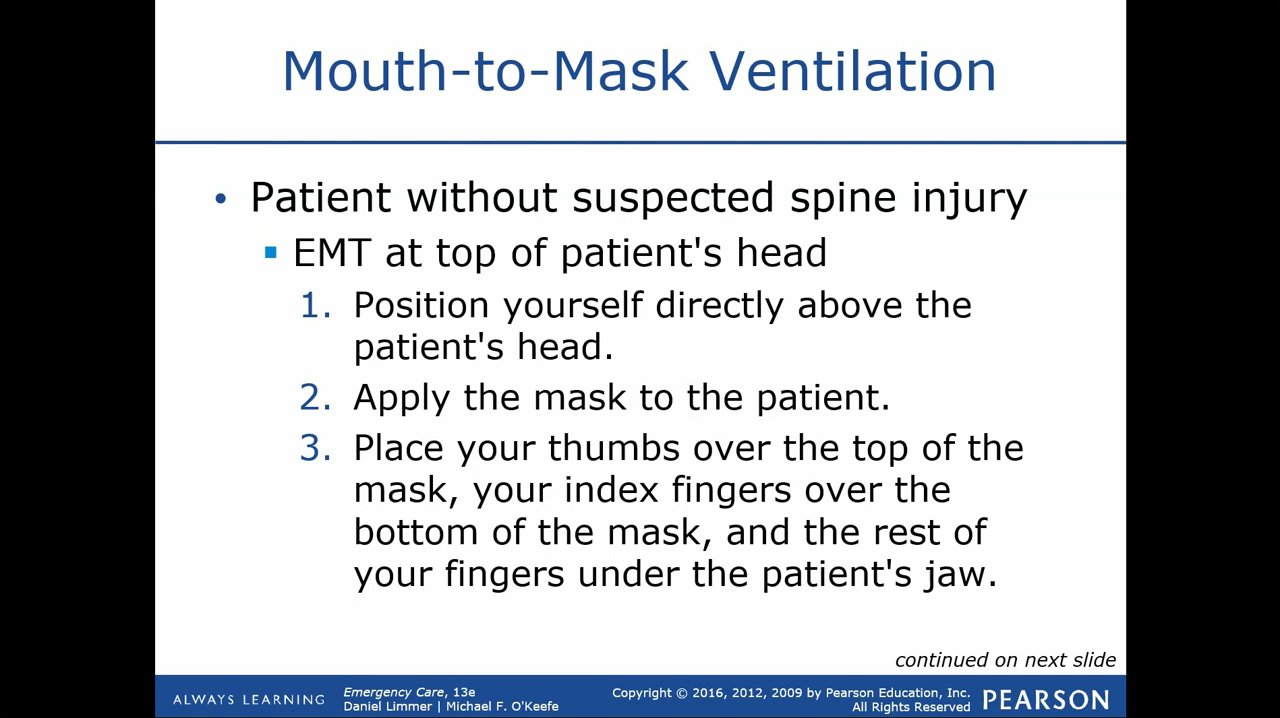 Mouth-to-Mask Ventilation
• Patient without suspected spine injury
▪ EMT at top of patient's head
1. Position yourself directly above the
patient's head.
2. Apply the mask to the patient.
3. Place your thumbs over the top of the
mask, your index fingers over the
bottom of the mask, and the rest of
your fingers under the patient's jaw.
continued on next slide
ALWAYS LEARNING
Emergency Care, 13e
Daniel Limmer | Michael F. O'Keefe
Copyright © 2016, 2012, 2009 by Pearson Education, Inc.
All Rights Reserved
PEARSON